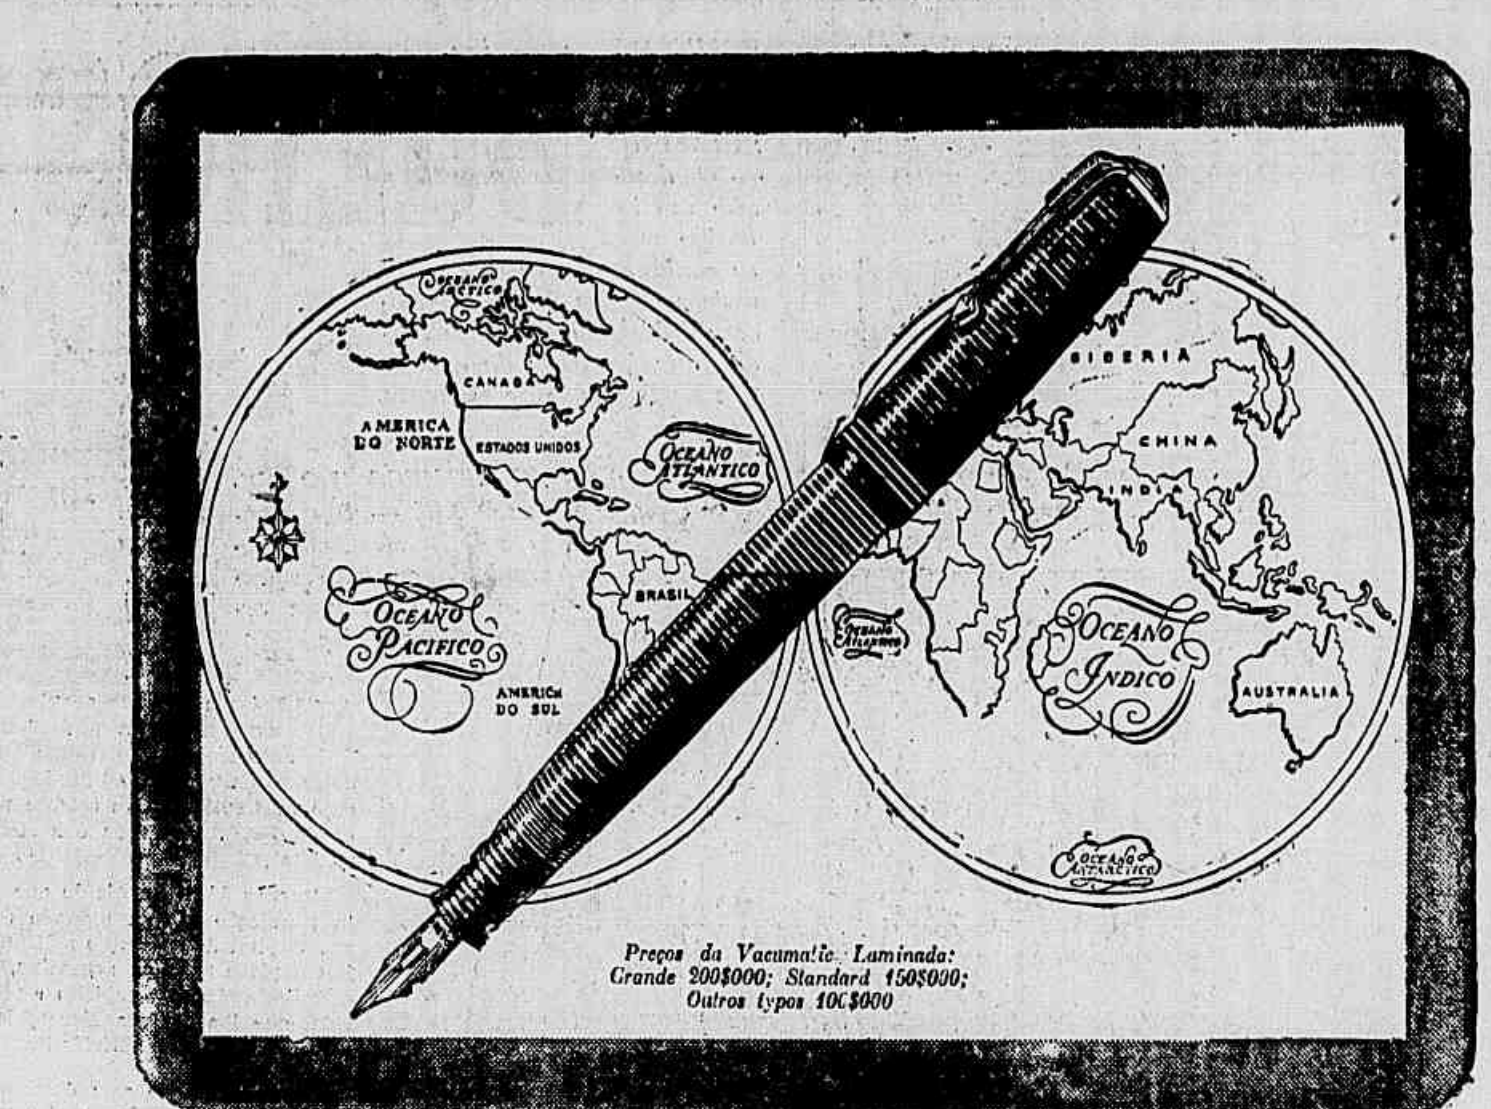 OCEANO
ARCTICO
CANADA
AMERICA
DO NORTE
ESTADOS UNIDOS
OCEANO
ATLANTICO
OCEANO
PACIFICO
BRASIL
AMERICA
DO SUL
SIBERIA
CHINA
INDIA
OCEANO
ATLANTICO
OCEANO
INDICO
AUSTRALIA
OCEANO
ANTARCTICO
Preços da Vacumatic Laminada:
Grande 200$000; Standard 150$000;
Outros typos 100$000